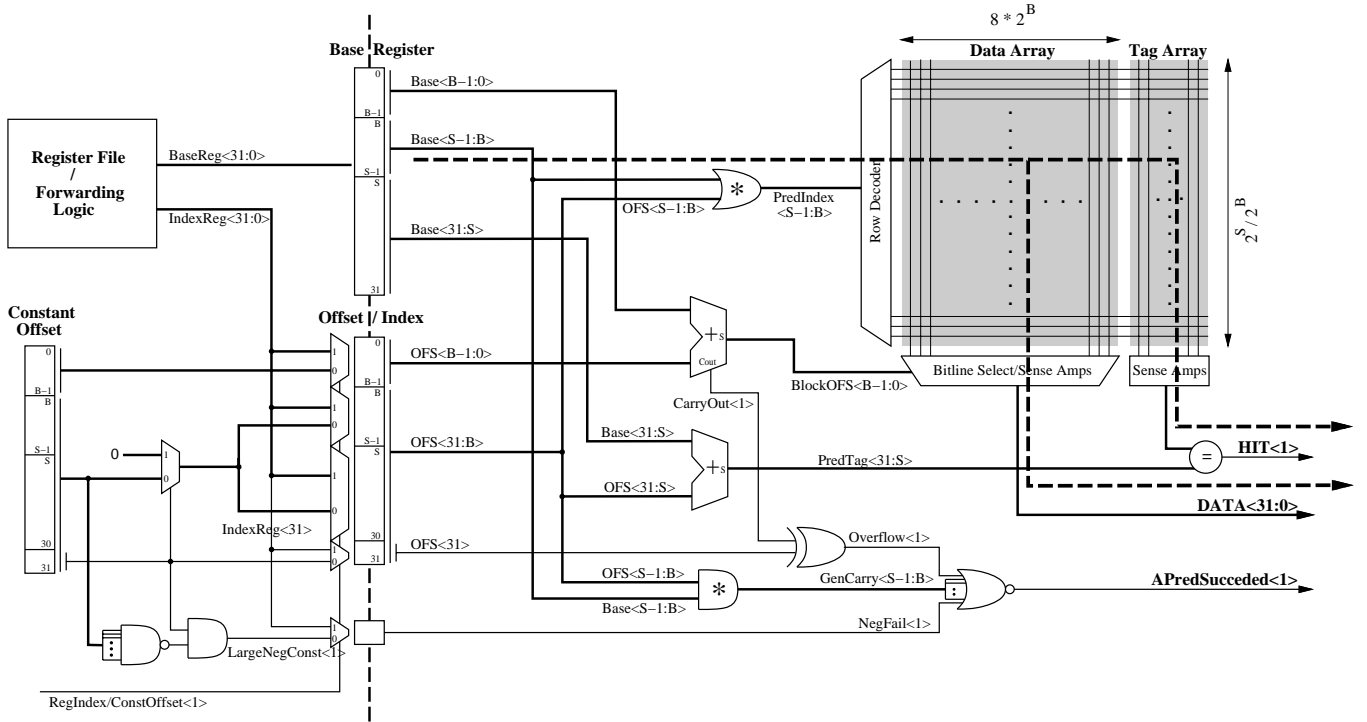 8 * 2^B
Base Register
Data Array
Tag Array
0
B−1
B
S−1
S
31
Base<B−1:0>
Base<S−1:B>
Base<31:S>
Register File
/
Forwarding
Logic
BaseReg<31:0>
IndexReg<31:0>
*
OFS<S−1:B>
PredIndex
<S−1:B>
Row Decoder
2^S / 2^B
Constant
Offset
0
B−1
B
S−1
S
30
31
Offset / Index
0
B−1
B
S−1
S
30
31
1
0
1
0
1
0
1
0
1
0
0
1
0
IndexReg<31>
OFS<B−1:0>
OFS<31:B>
OFS<31>
+
S
Cout
CarryOut<1>
BlockOFS<B−1:0>
Bitline Select/Sense Amps
Sense Amps
Base<31:S>
OFS<31:S>
+
S
PredTag<31:S>
=
HIT<1>
DATA<31:0>
Overflow<1>
OFS<S−1:B>
Base<S−1:B>
*
GenCarry<S−1:B>
APredSucceded<1>
NegFail<1>
LargeNegConst<1>
RegIndex/ConstOffset<1>